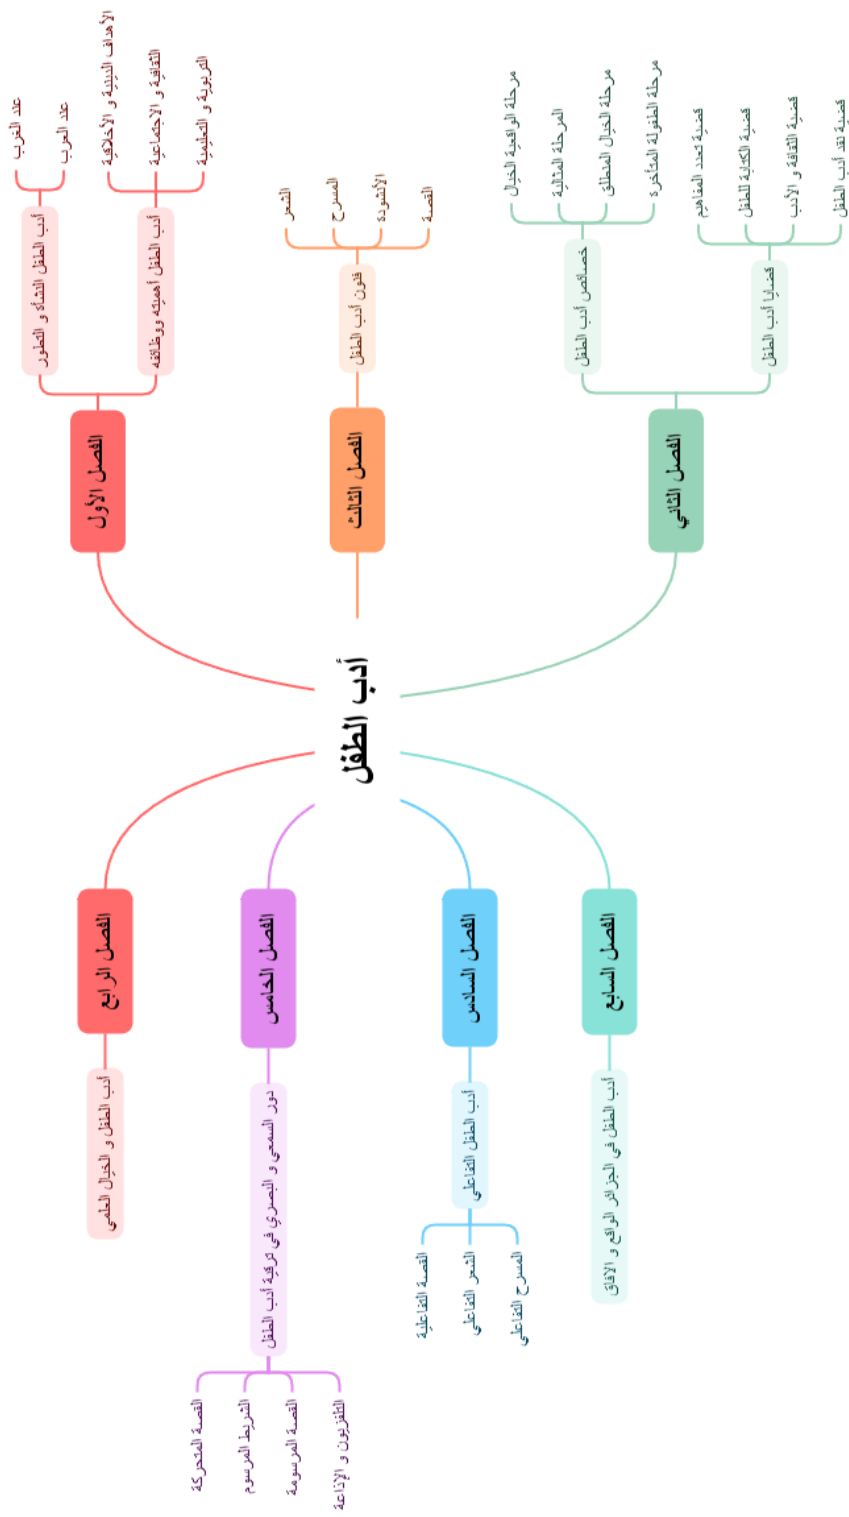 أدب الطفل
الفصل الأول
أدب الطفل النشأة و التطور
عند الغرب
عند العرب
أدب الطفل أهميته ووظائفه
الأهداف الدينية و الأخلاقية
الثقافية و الاجتماعية
التربوية و التعليمية
الفصل الثالث
فنون أدب الطفل
الشعر
المسرح
الأنشودة
القصة
الفصل الثاني
خصائص أدب الطفل
مرحلة الواقعية الخيال
المرحلة المثالية
مرحلة الخيال المنطلق
مرحلة الطفولة المتأخرة
قضايا أدب الطفل
قضية تعدد المفاهيم
قضية الكتابة للطفل
قضية الثقافة و الأدب
قضية نقد أدب الطفل
الفصل الرابع
أدب الطفل و الخيال العلمي
الفصل الخامس
دور السمعي و البصري في ترقية أدب الطفل
القصة المتحركة
الشريط المرسوم
القصة المرسومة
التلفزيون و الإذاعة
الفصل السادس
أدب الطفل التفاعلي
القصة التفاعلية
الشعر التفاعلي
المسرح التفاعلي
الفصل السابع
أدب الطفل في الجزائر الواقع و الافاق